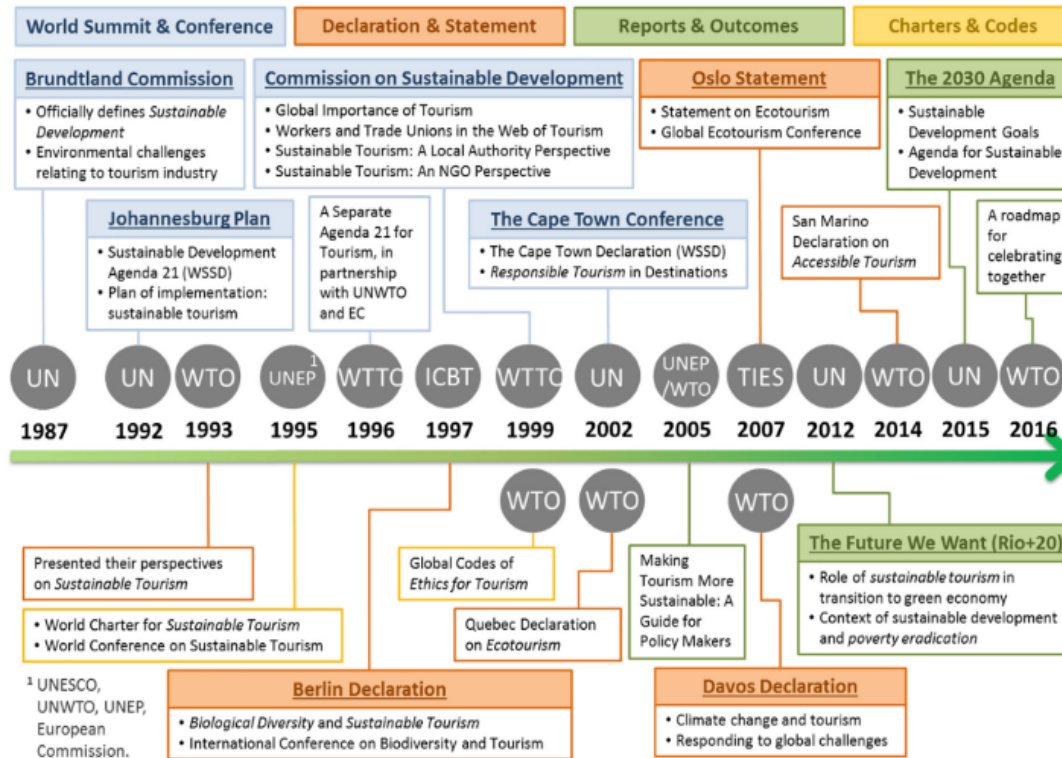 World Summit & Conference
Declaration & Statement
Reports & Outcomes
Charters & Codes
Brundtland Commission
• Officially defines Sustainable
Development
• Environmental challenges
relating to tourism industry
Commission on Sustainable Development
• Global Importance of Tourism
• Workers and Trade Unions in the Web of Tourism
• Sustainable Tourism: A Local Authority Perspective
• Sustainable Tourism: An NGO Perspective
Oslo Statement
• Statement on Ecotourism
• Global Ecotourism Conference
The 2030 Agenda
• Sustainable
Development Goals
• Agenda for Sustainable
Development
Johannesburg Plan
• Sustainable Development
Agenda 21 (WSSD)
• Plan of implementation:
sustainable tourism
A Separate
Agenda 21 for
Tourism, in
partnership
with UNWTO
and EC
The Cape Town Conference
• The Cape Town Declaration (WSSD)
• Responsible Tourism in Destinations
San Marino
Declaration on
Accessible Tourism
A roadmap
for
celebrating
together
UN
UN
WTO
UNEP 1
WTTC
ICBT
WTTC
UN
UNEP
/WTO
TIES
UN
WTO
UN
WTO
1987 1992 1993 1995 1996 1997 1999 2002 2005 2007 2012 2014 2015 2016
WTO
WTO
WTO
Presented their perspectives
on Sustainable Tourism
• World Charter for Sustainable Tourism
• World Conference on Sustainable Tourism
Global Codes of
Ethics for Tourism
Quebec Declaration
on Ecotourism
Making
Tourism More
Sustainable: A
Guide for
Policy Makers
The Future We Want (Rio+20)
• Role of sustainable tourism in
transition to green economy
• Context of sustainable development
and poverty eradication
1 UNESCO,
UNWTO, UNEP,
European
Commission.
Berlin Declaration
• Biological Diversity and Sustainable Tourism
• International Conference on Biodiversity and Tourism
Davos Declaration
• Climate change and tourism
• Responding to global challenges